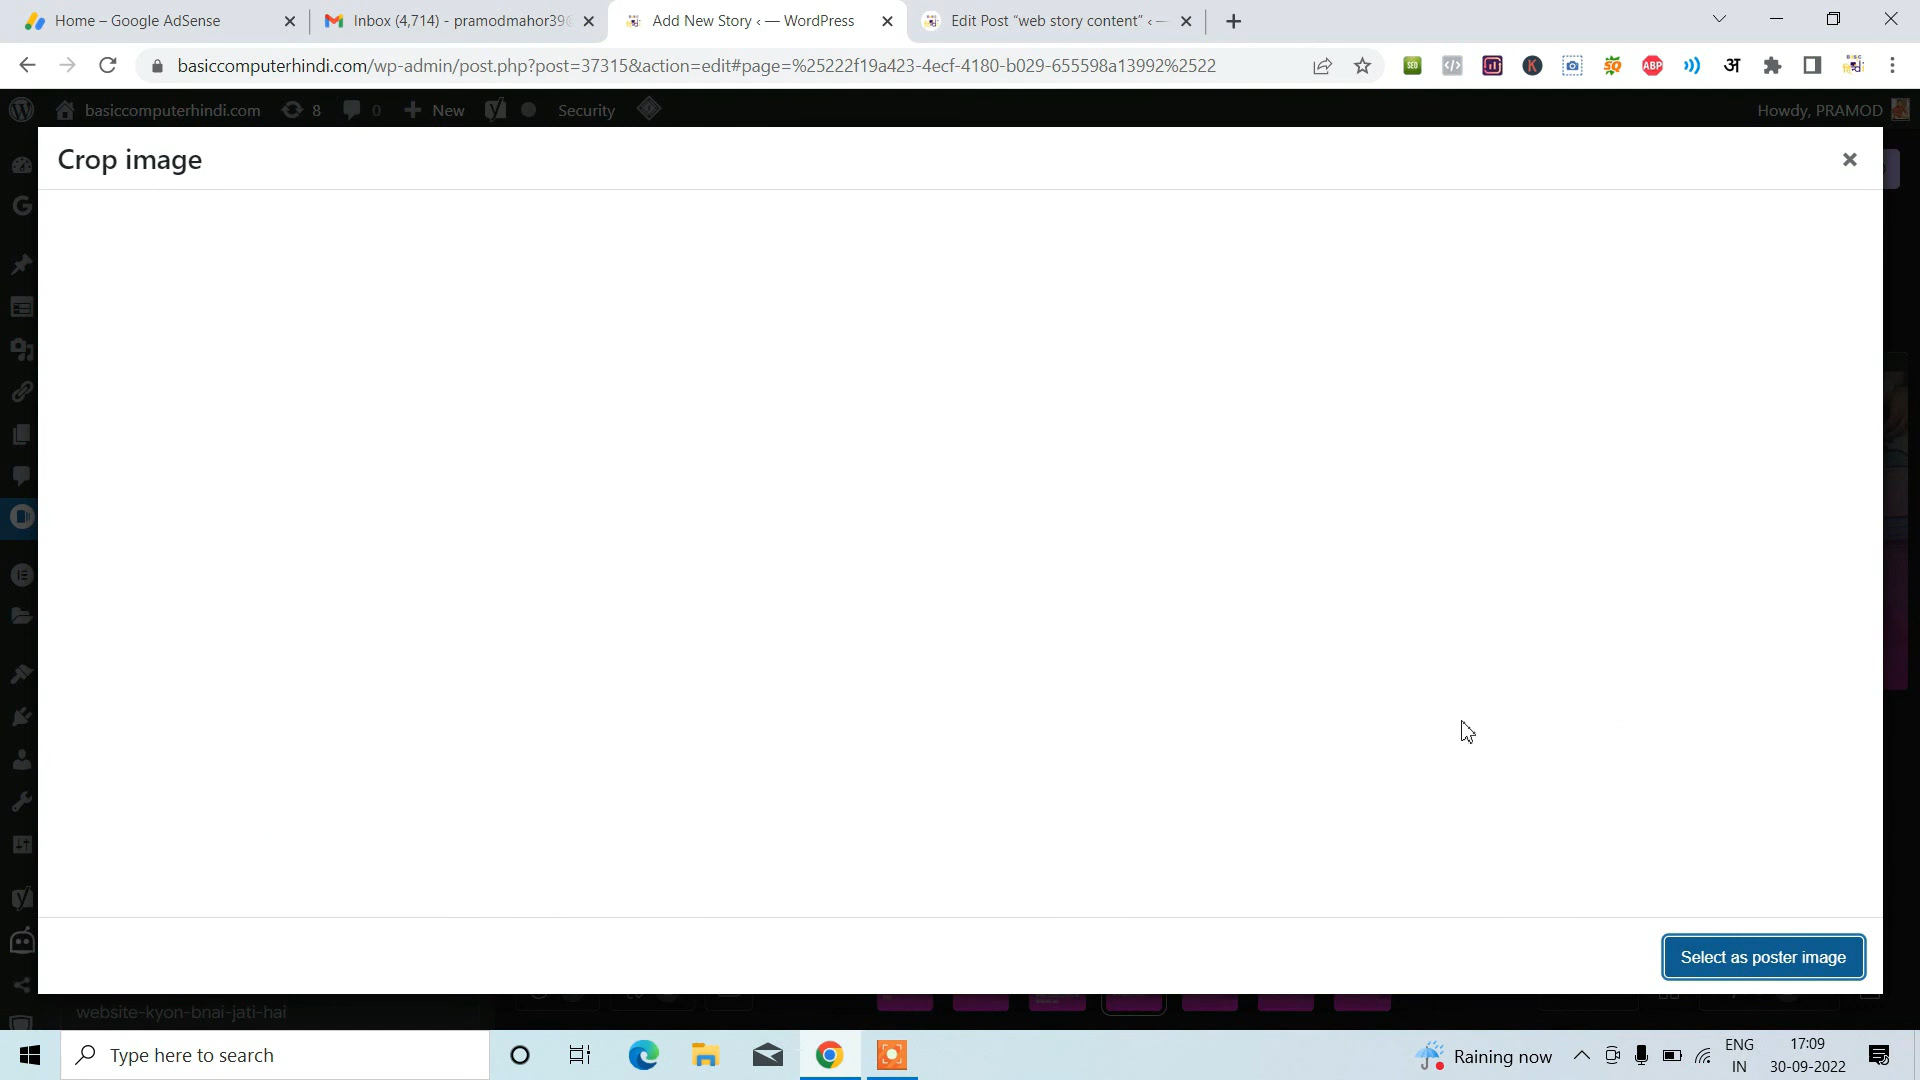 Home – Google AdSense
Inbox (4,714) - pramodmahor39
Add New Story ‹ — WordPress
Edit Post “web story content” ‹ —
basiccomputerhindi.com/wp-admin/post.php?post=37315&action=edit#page=%25222f19a423-4ecf-4180-b029-655598a13992%2522
SEO
K
SQ
ABP
अ
basiccomputerhindi.com
8
0
New
Security
Howdy, PRAMOD
Crop image
Select as poster image
website-kyon-bnai-jati-hai
Type here to search
Raining now
ENG
IN
17:09
30-09-2022